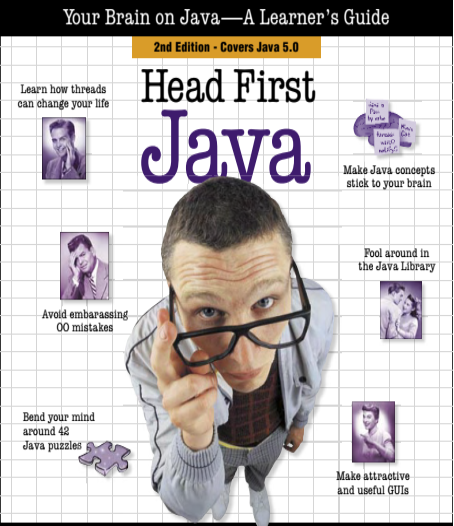 Your Brain on Java—A Learner's Guide
2nd Edition - Covers Java 5.0
Head First
Java
Learn how threads
can change your life
Make Java concepts
stick to your brain
Fool around in
the Java Library
Avoid embarassing
OO mistakes
Bend your mind
around 42
Java puzzles
Make attractive
and useful GUIs